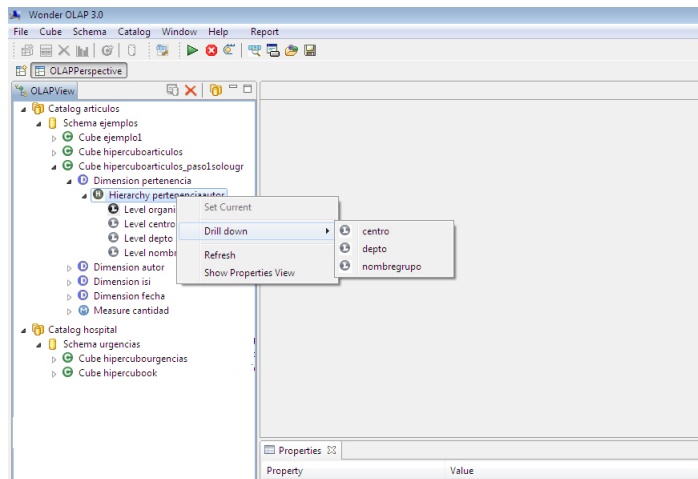 Wonder OLAP 3.0
File Cube Schema Catalog Window Help Report
OLAPPerspective
OLAPView
Catalog articulos
Schema ejemplos
Cube ejemplo1
Cube hipercuboarticulos
Cube hipercuboarticulos_paso1solougr
Dimension pertenencia
Hierarchy pertenenciaautor
Level organi
Set Current
Level centro
Drill down
centro
Level depto
depto
Level nombr
Refresh
nombregrupo
Dimension autor
Show Properties View
Dimension isi
Dimension fecha
Measure cantidad
Catalog hospital
Schema urgencias
Cube hipercubourgencias
Cube hipercubook
Properties
Property Value